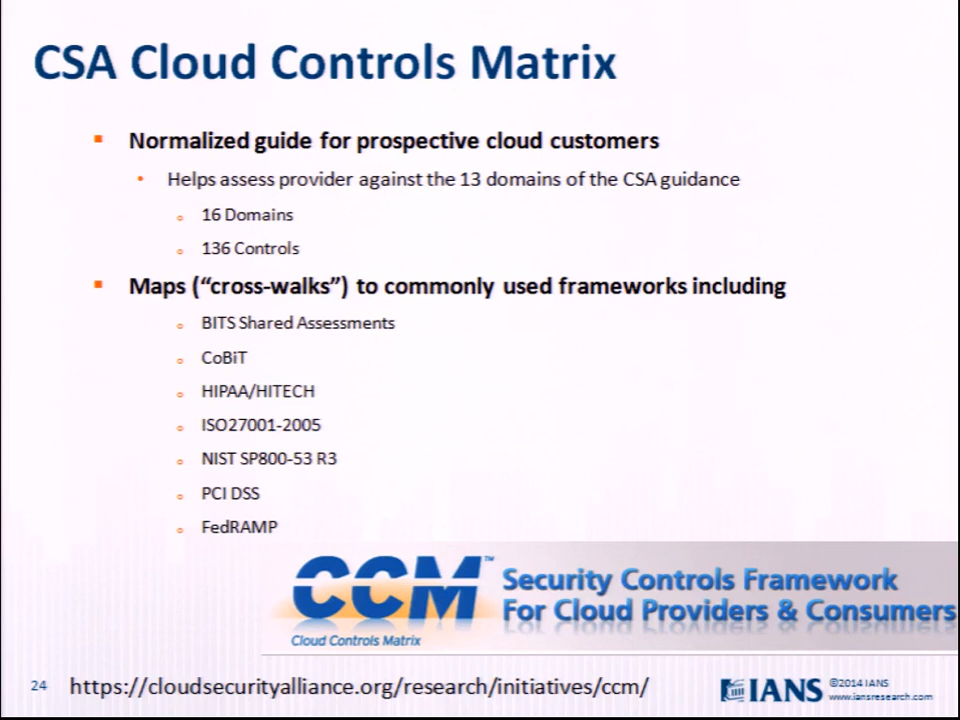 CSA Cloud Controls Matrix
Normalized guide for prospective cloud customers
Helps assess provider against the 13 domains of the CSA guidance
16 Domains
136 Controls
Maps (“cross-walks”) to commonly used frameworks including
BITS Shared Assessments
CoBiT
HIPAA/HITECH
ISO27001-2005
NIST SP800-53 R3
PCI DSS
FedRAMP
CCM™
Cloud Controls Matrix
Security Controls Framework
For Cloud Providers & Consumers
24
https://cloudsecurityalliance.org/research/initiatives/ccm/
IANS
©2014 IANS
www.iansresearch.com